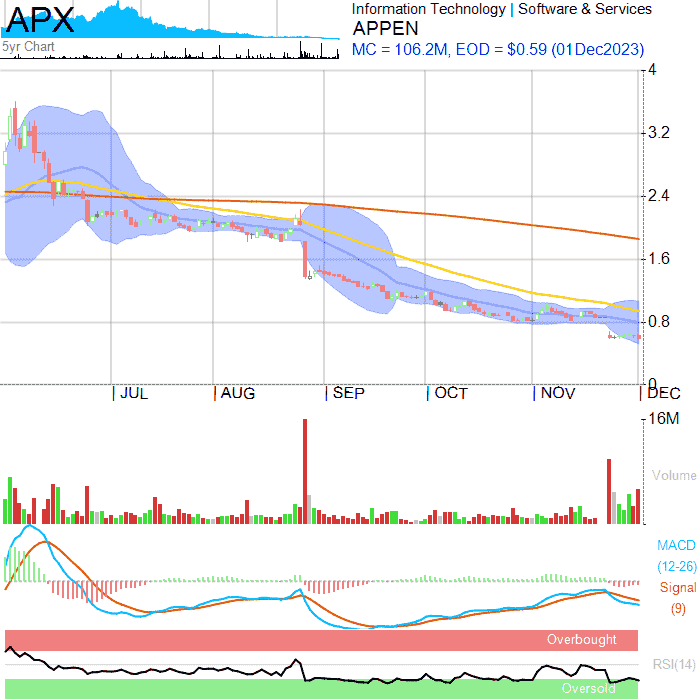 APX
Information Technology | Software & Services
APPEN
5yr Chart
MC = 106.2M, EOD = $0.59 (01Dec2023)
4
3.2
2.4
1.6
0.8
0
JUL AUG SEP OCT NOV DEC
16M
Volume
MACD
(12-26)
Signal
(9)
Overbought
RSI(14)
Oversold